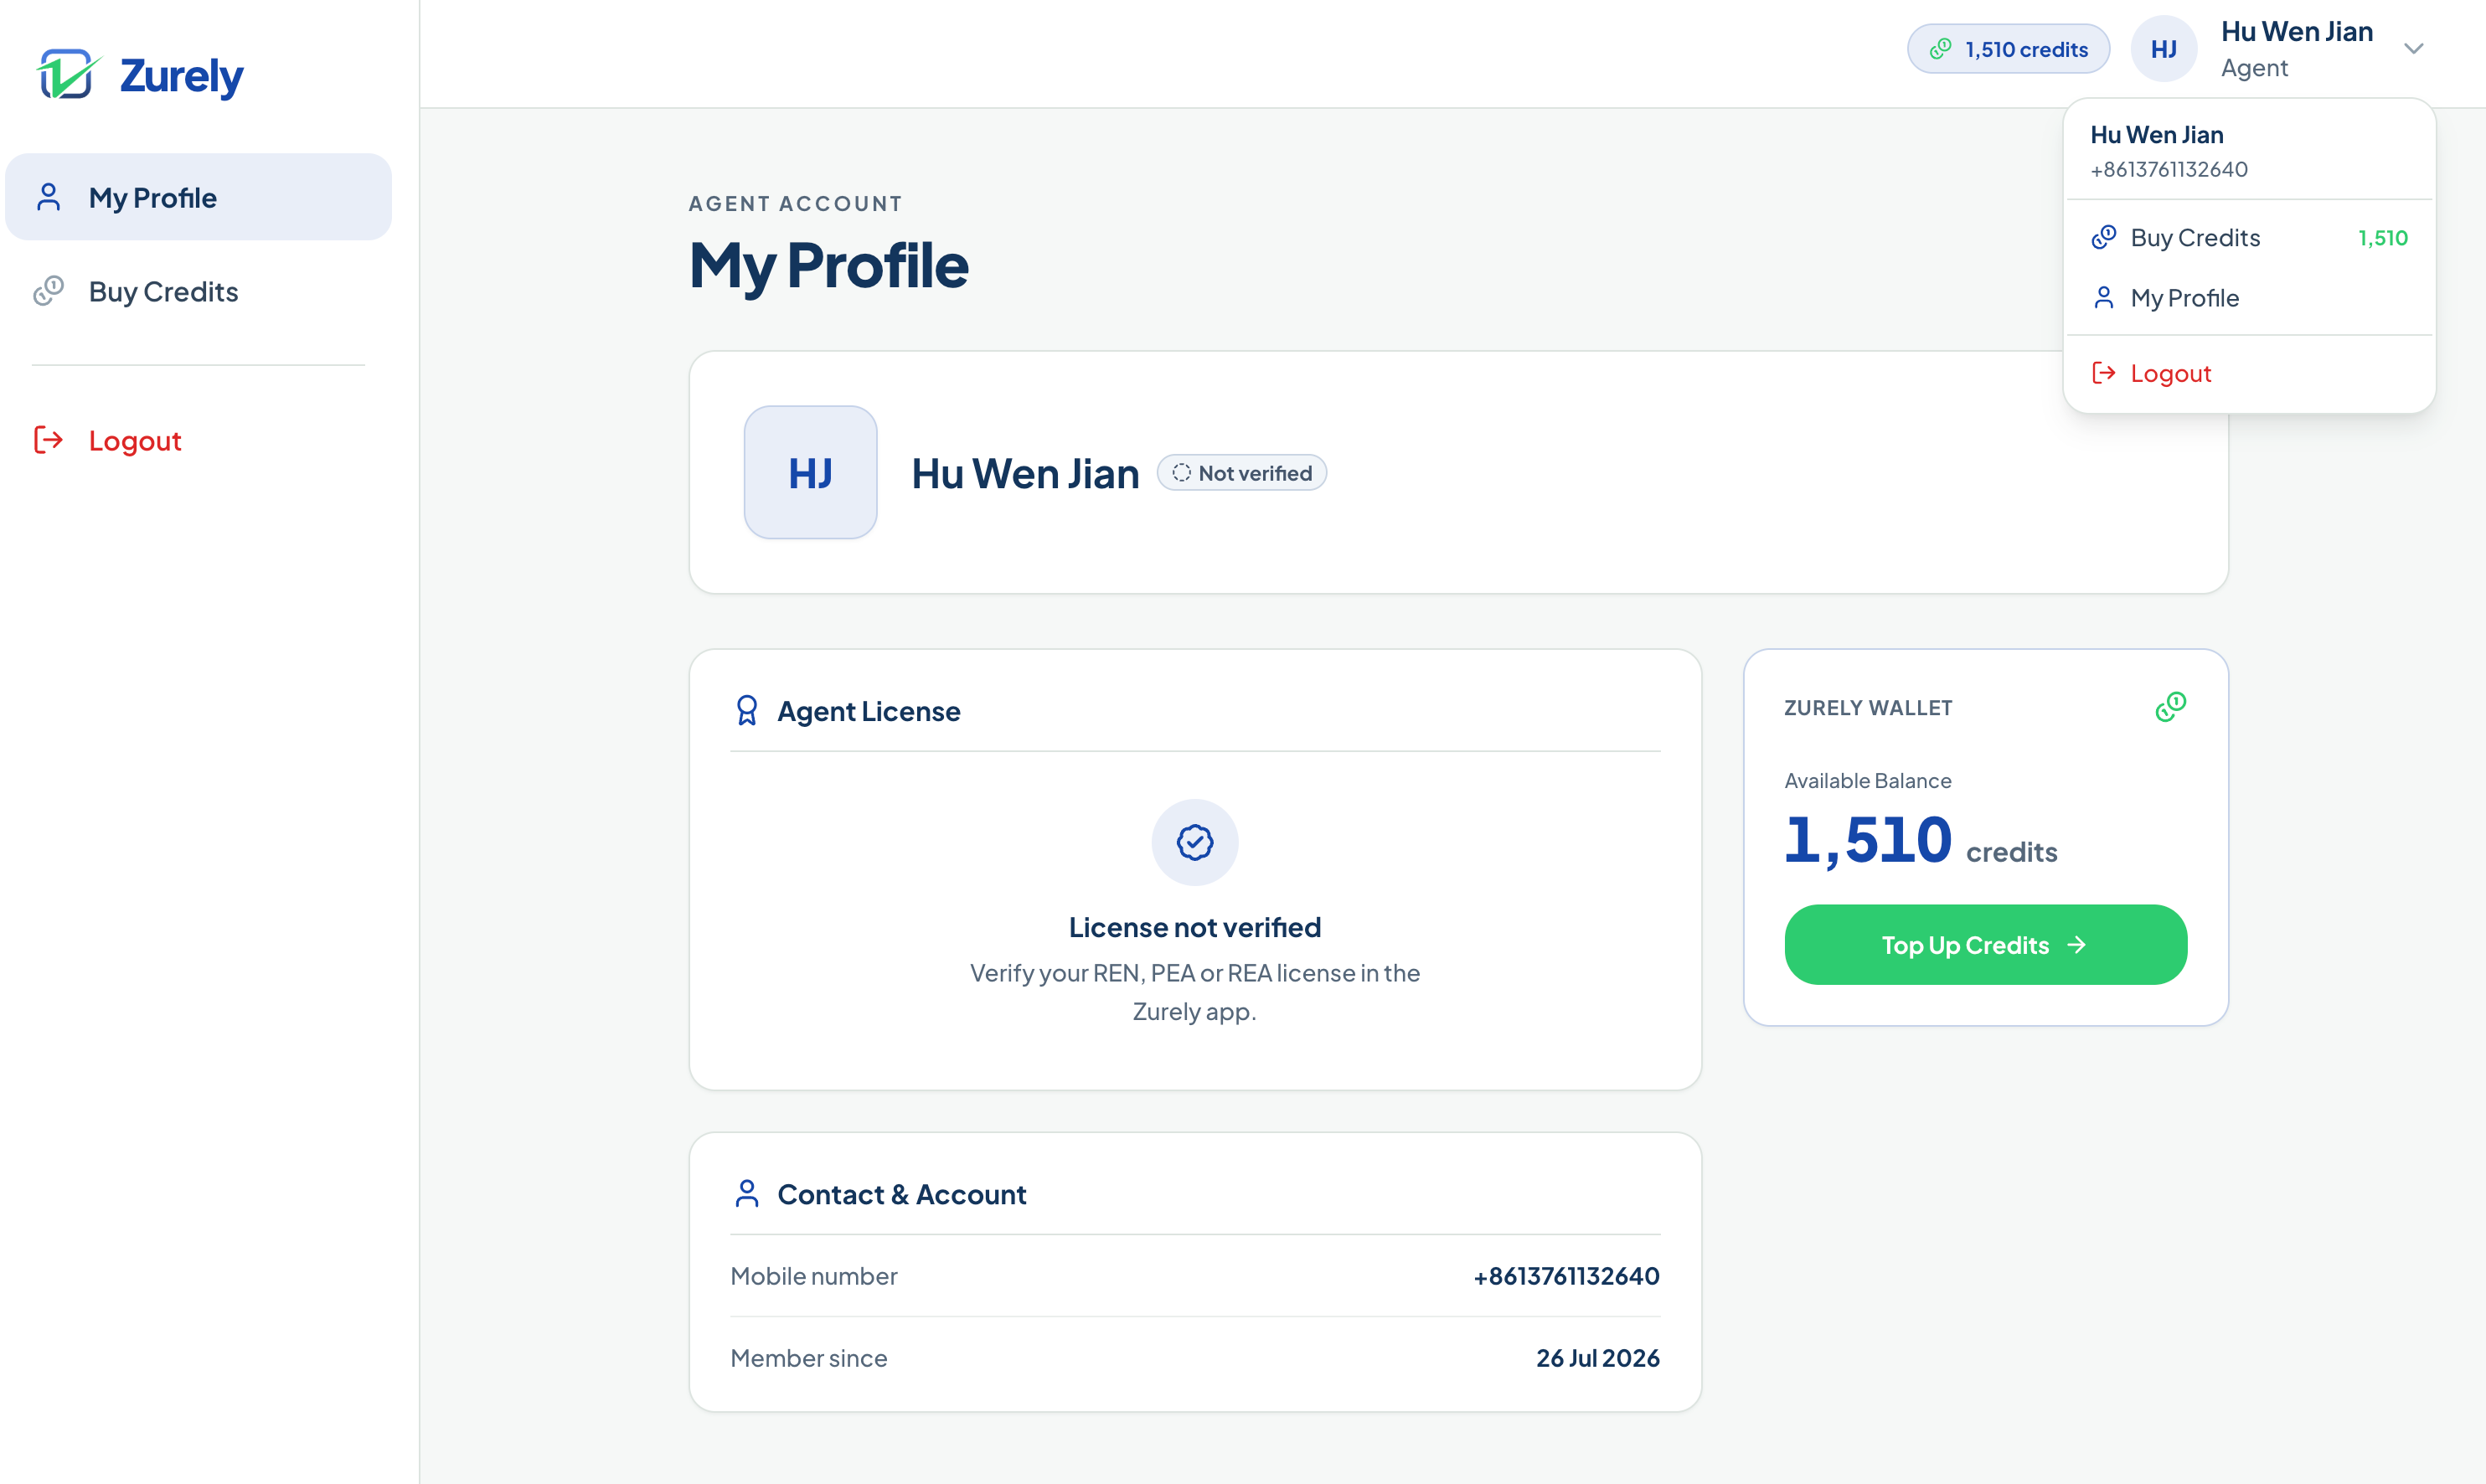 Zurely
My Profile
Buy Credits
Logout
1,510 credits
HJ
Hu Wen Jian
Agent
Hu Wen Jian
+8613761132640
Buy Credits 1,510
My Profile
Logout
AGENT ACCOUNT
My Profile
HJ
Hu Wen Jian
Not verified
Agent License
License not verified
Verify your REN, PEA or REA license in the
Zurely app.
ZURELY WALLET
Available Balance
1,510 credits
Top Up Credits
Contact & Account
Mobile number +8613761132640
Member since 26 Jul 2026